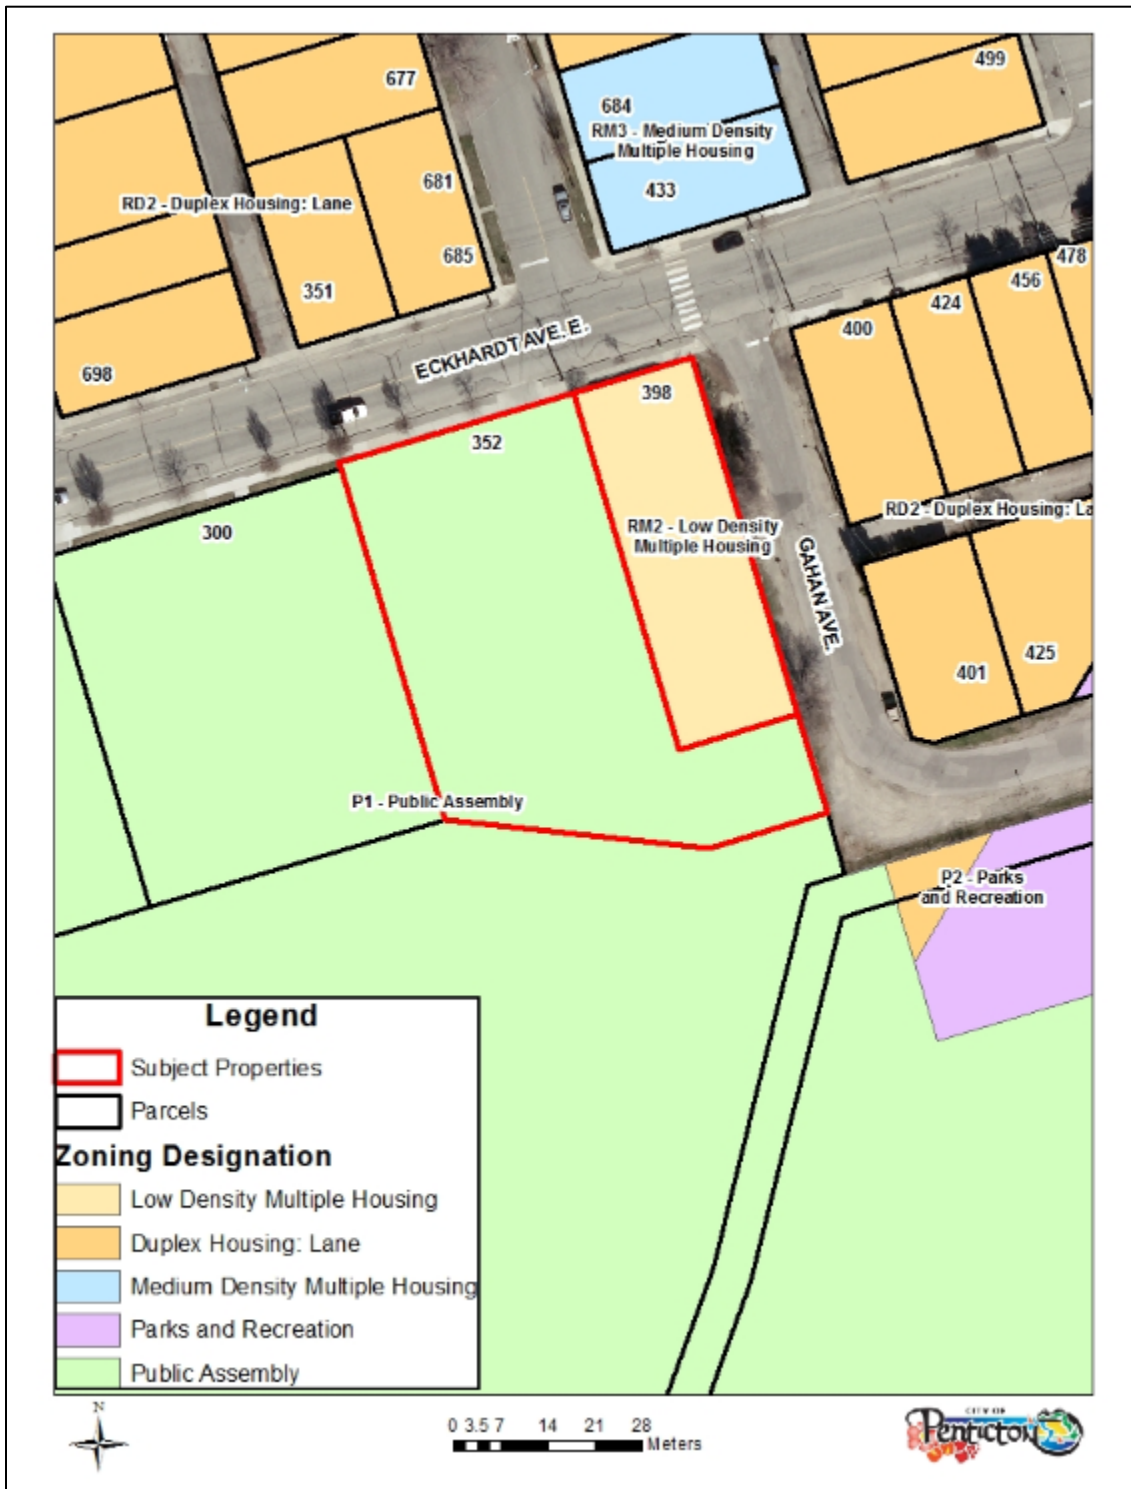 677
499
684
RM3 - Medium Density
Multiple Housing
433
681
RD2 - Duplex Housing: Lane
685
351
698
478
456
424
400
ECKHARDT AVE. E.
398
352
300
RM2 - Low Density
Multiple Housing
RD2 - Duplex Housing: La
GAHAN AVE.
401
425
P1 - Public Assembly
P2 - Parks
and Recreation
Legend
Subject Properties
Parcels
Zoning Designation
Low Density Multiple Housing
Duplex Housing: Lane
Medium Density Multiple Housing
Parks and Recreation
Public Assembly
N
0 3.5 7 14 21 28
Meters
CITY OF
Penticton